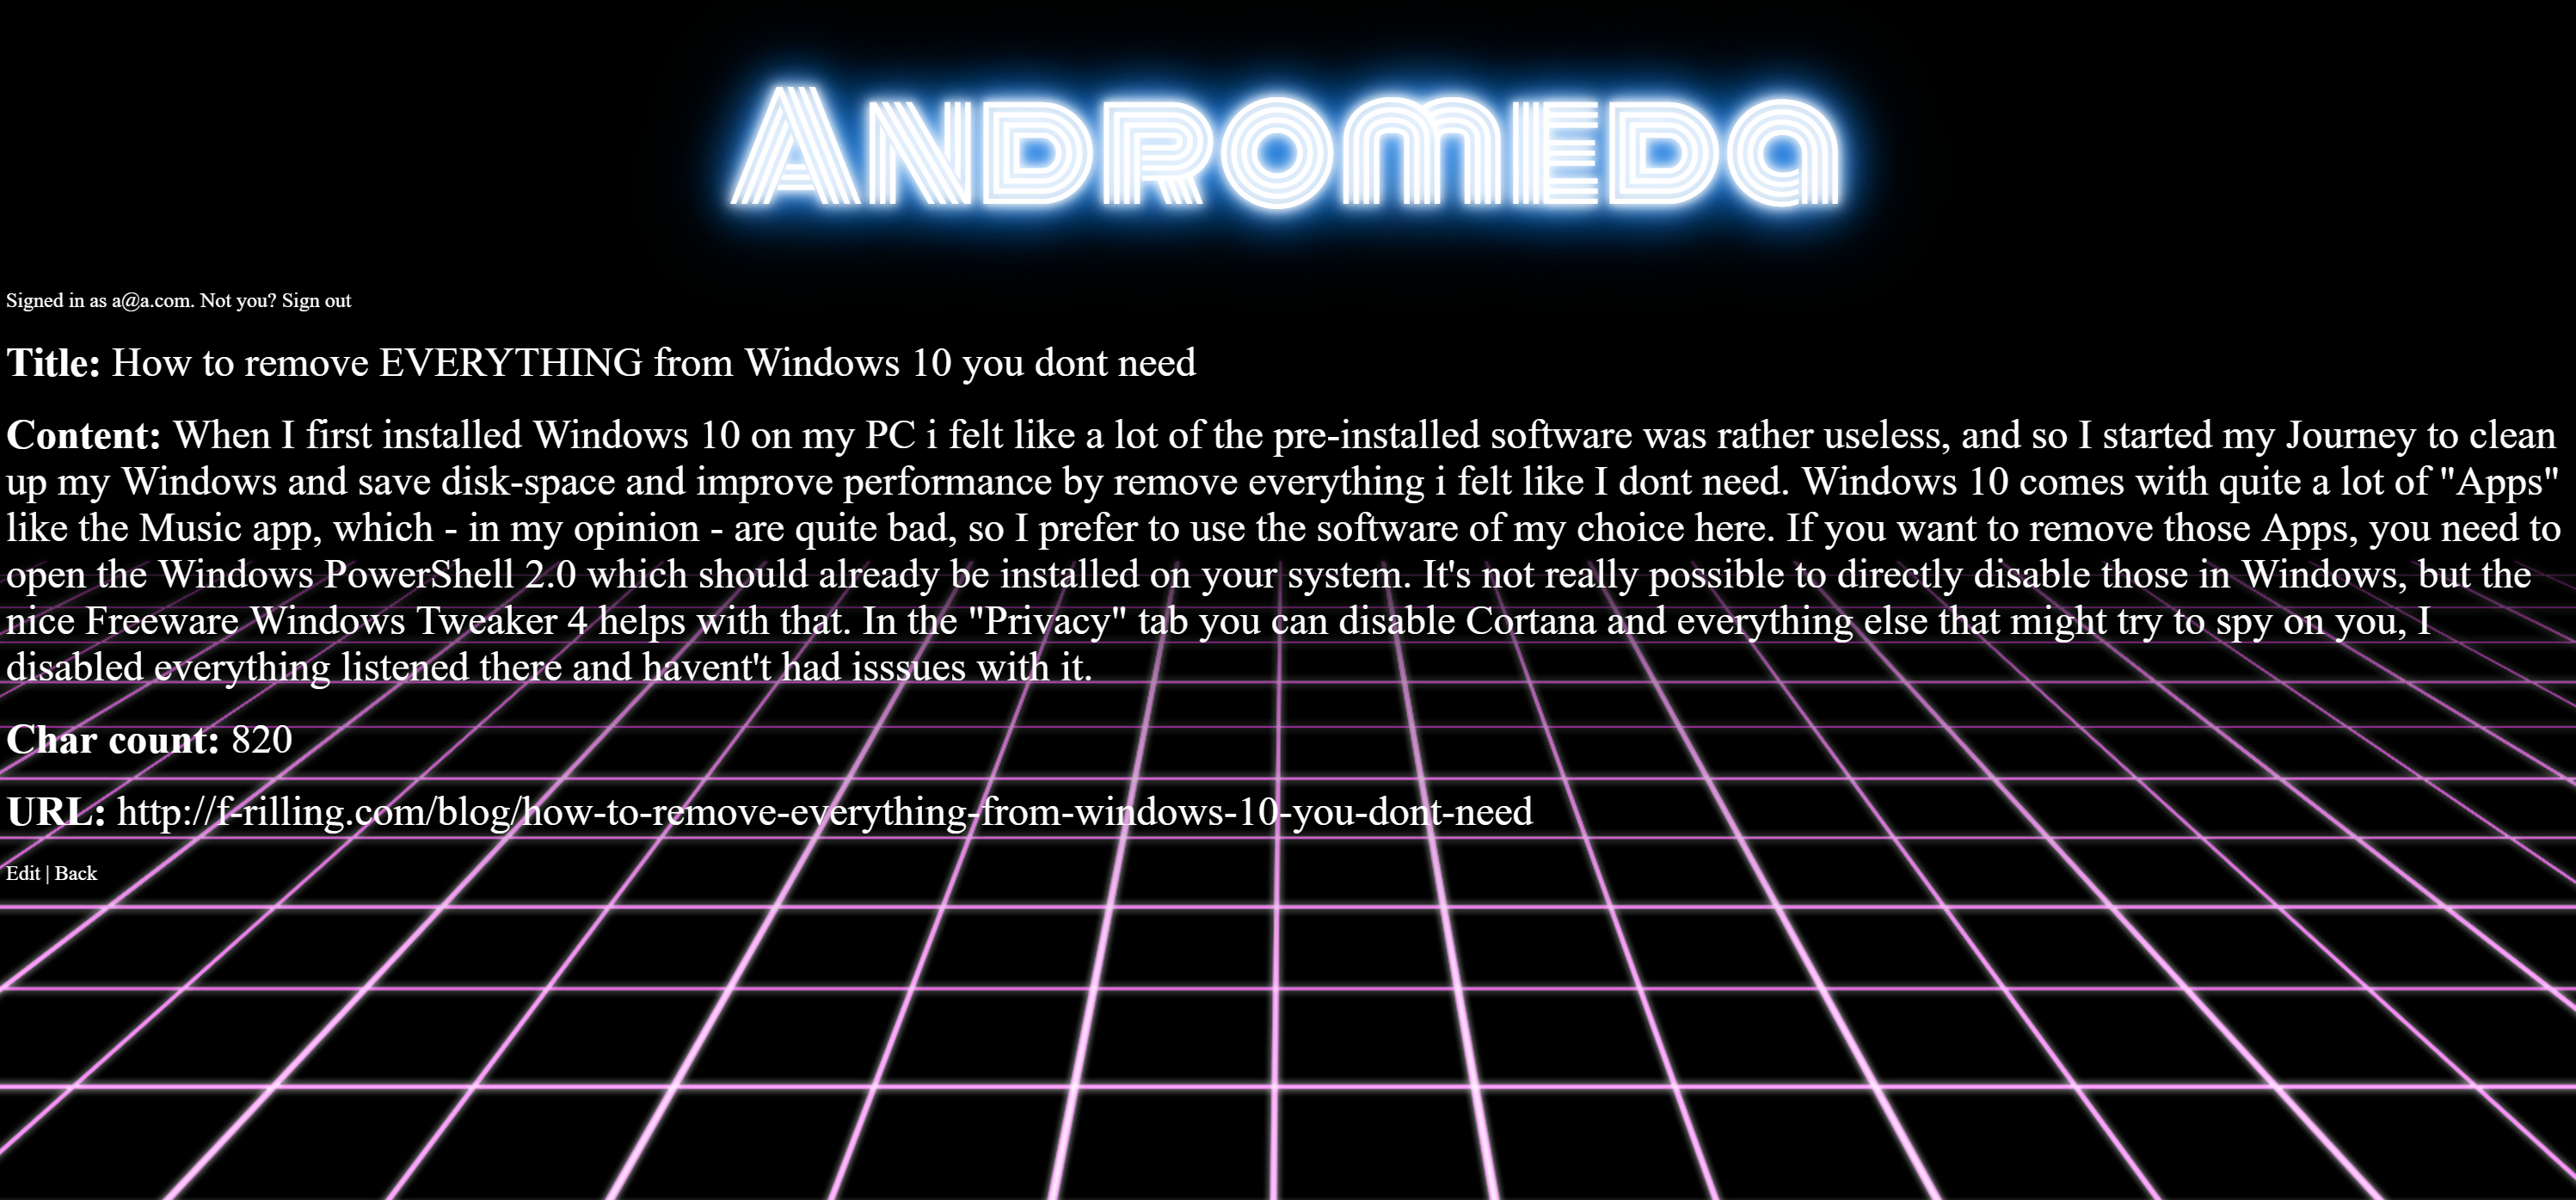 Andromeda
Signed in as a@a.com. Not you? Sign out
Title: How to remove EVERYTHING from Windows 10 you dont need
Content: When I first installed Windows 10 on my PC i felt like a lot of the pre-installed software was rather useless, and so I started my Journey to clean
up my Windows and save disk-space and improve performance by remove everything i felt like I dont need. Windows 10 comes with quite a lot of "Apps"
like the Music app, which - in my opinion - are quite bad, so I prefer to use the software of my choice here. If you want to remove those Apps, you need to
open the Windows PowerShell 2.0 which should already be installed on your system. It's not really possible to directly disable those in Windows, but the
nice Freeware Windows Tweaker 4 helps with that. In the "Privacy" tab you can disable Cortana and everything else that might try to spy on you, I
disabled everything listened there and havent't had isssues with it.
Char count: 820
URL: http://f-rilling.com/blog/how-to-remove-everything-from-windows-10-you-dont-need
Edit | Back